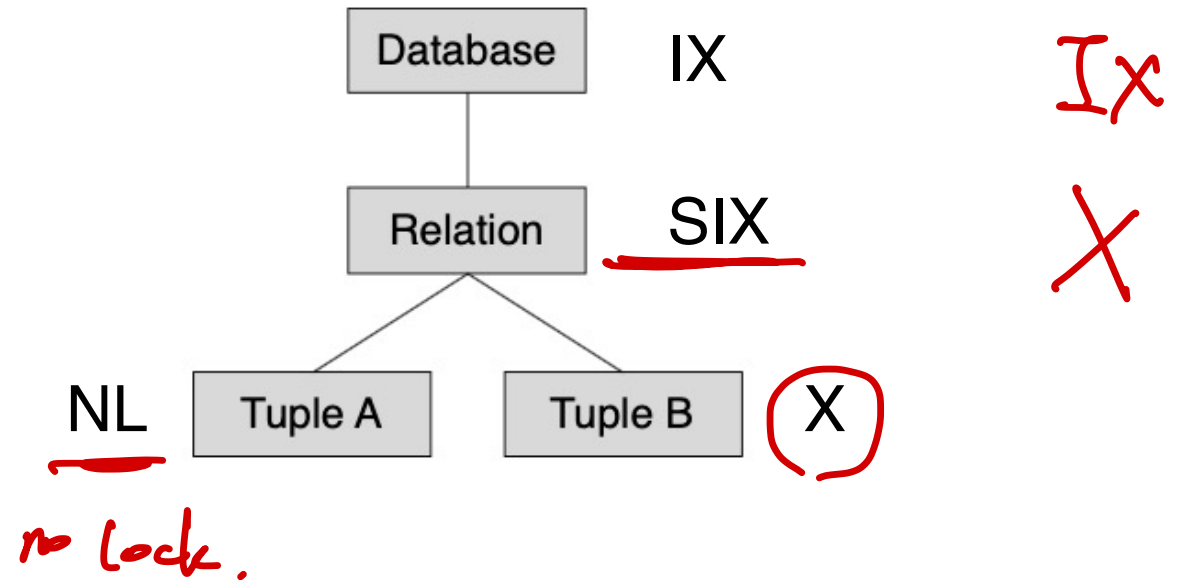 Database IX Ix
Relation SIX X
NL Tuple A Tuple B X
no lock.